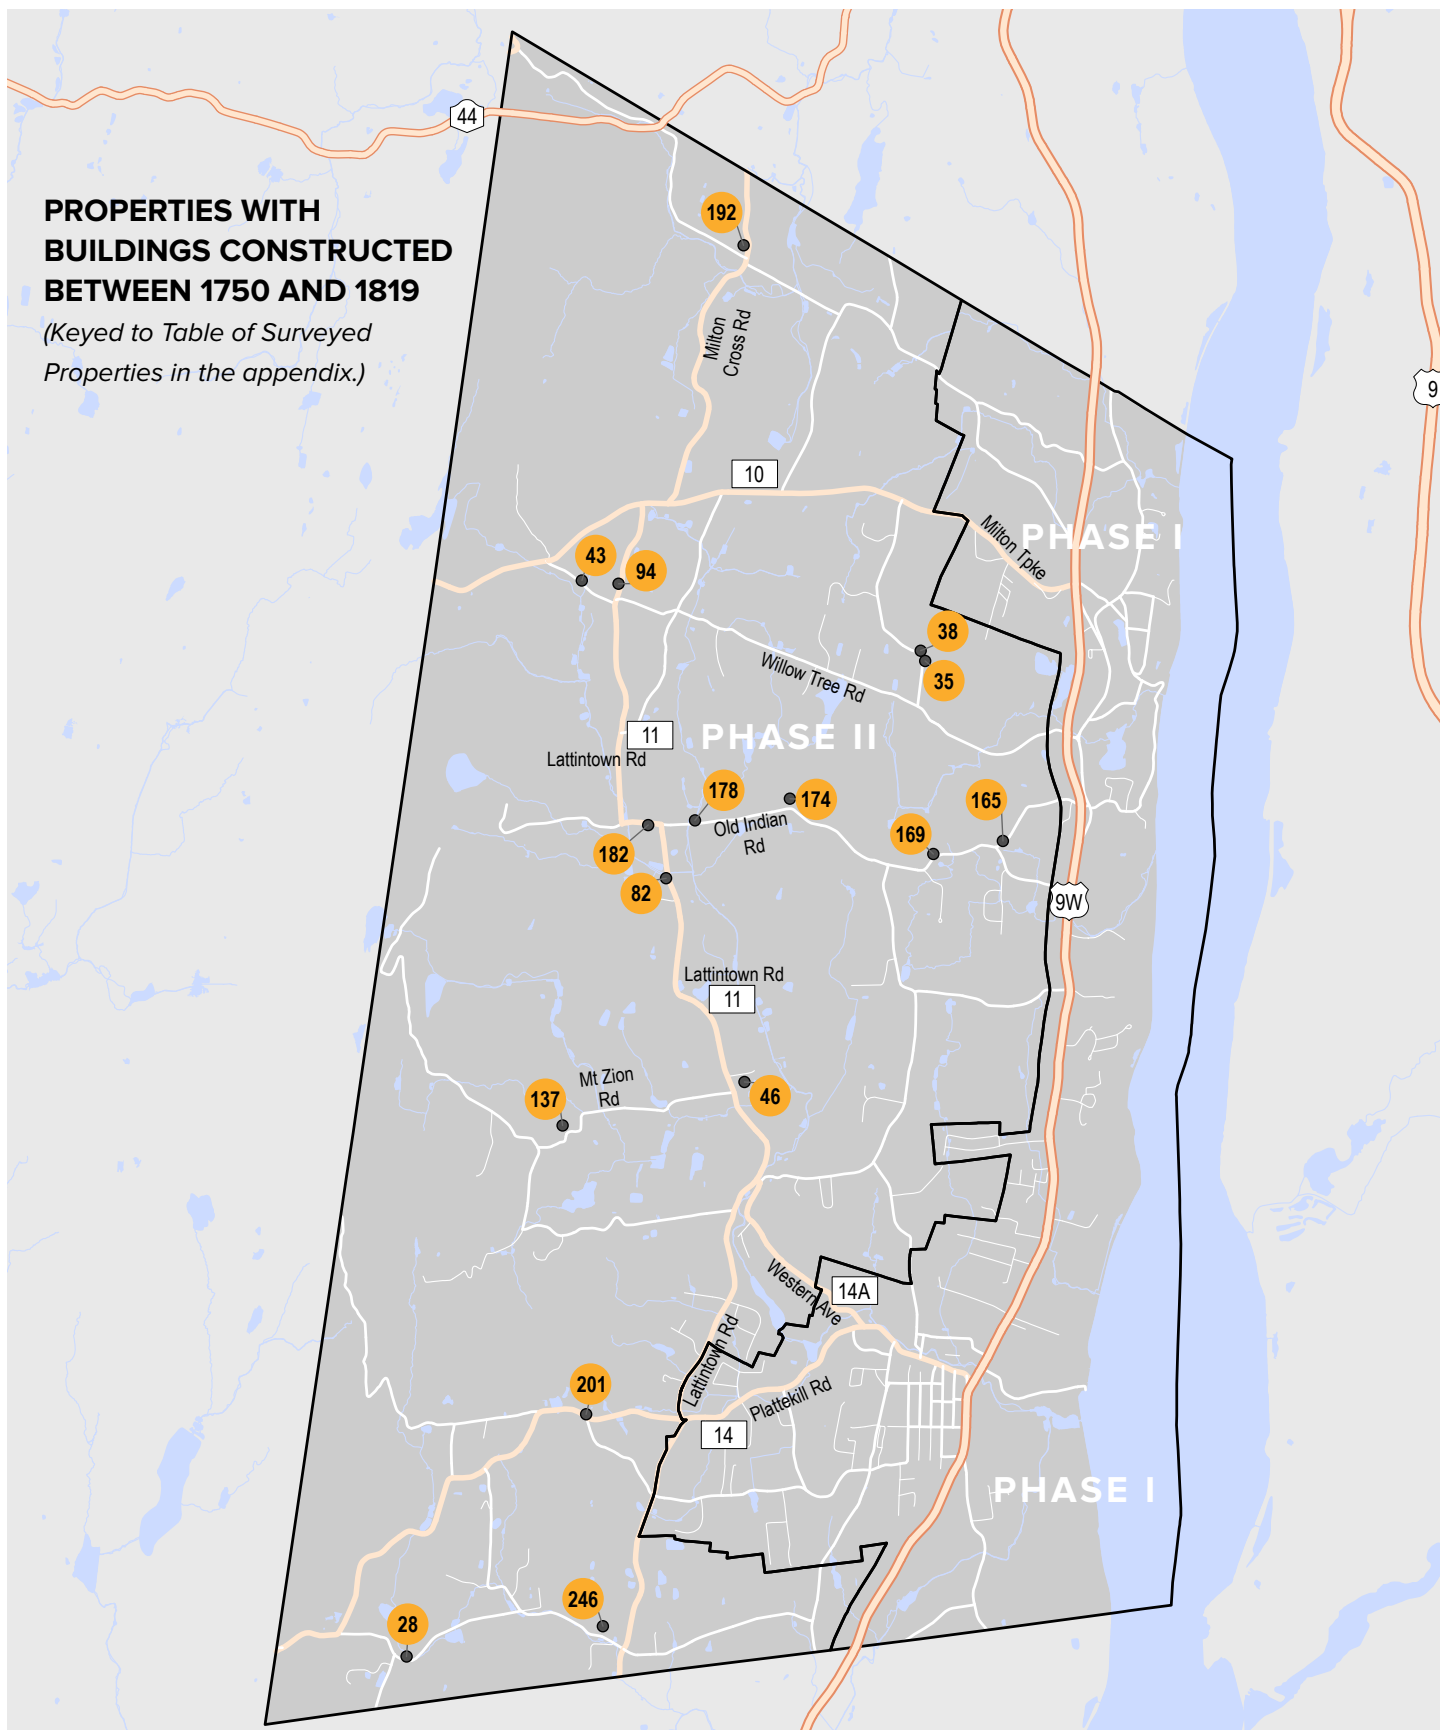 44
PROPERTIES WITH
BUILDINGS CONSTRUCTED
BETWEEN 1750 AND 1819
(Keyed to Table of Surveyed
Properties in the appendix.)
192
Milton
Cross Rd
9
10
Milton Tpke
PHASE I
43
94
38
35
Willow Tree Rd
11
PHASE II
Lattintown Rd
178
174
165
Old Indian
Rd
169
182
82
9W
Lattintown Rd
11
Mt Zion
Rd
137
46
Western Ave
14A
Lattintown Rd
201
Plattekill Rd
14
PHASE I
246
28